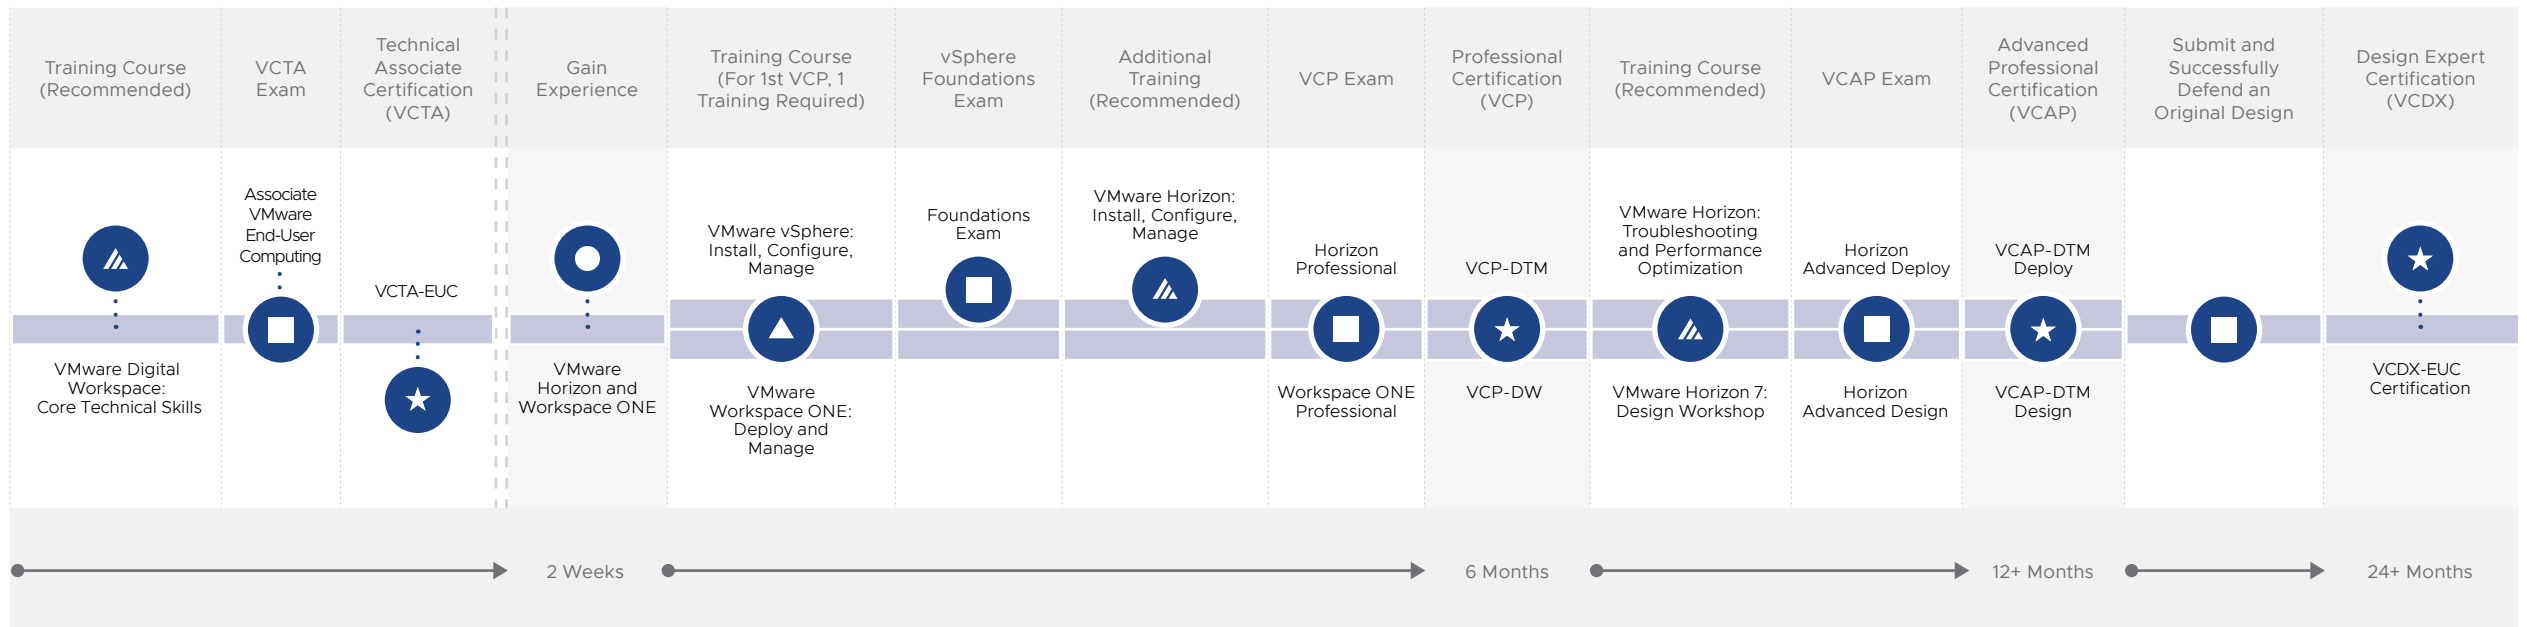 Training Course
(Recommended)
VCTA
Exam
Technical
Associate
Certification
(VCTA)
Gain
Experience
Training Course
(For 1st VCP, 1
Training Required)
vSphere
Foundations
Exam
Additional
Training
(Recommended)
VCP Exam
Professional
Certification
(VCP)
Training Course
(Recommended)
VCAP Exam
Advanced
Professional
Certification
(VCAP)
Submit and
Successfully
Defend an
Original Design
Design Expert
Certification
(VCDX)
VMware Digital
Workspace:
Core Technical Skills
Associate
VMware
End-User
Computing
VCTA-EUC
VMware
Horizon and
Workspace ONE
VMware vSphere:
Install, Configure,
Manage
VMware
Workspace ONE:
Deploy and
Manage
Foundations
Exam
VMware Horizon:
Install, Configure,
Manage
Horizon
Professional
Workspace ONE
Professional
VCP-DTM
VCP-DW
VMware Horizon:
Troubleshooting
and Performance
Optimization
VMware Horizon 7:
Design Workshop
Horizon
Advanced Deploy
Horizon
Advanced Design
VCAP-DTM
Deploy
VCAP-DTM
Design
VCDX-EUC
Certification
2 Weeks
6 Months
12+ Months
24+ Months